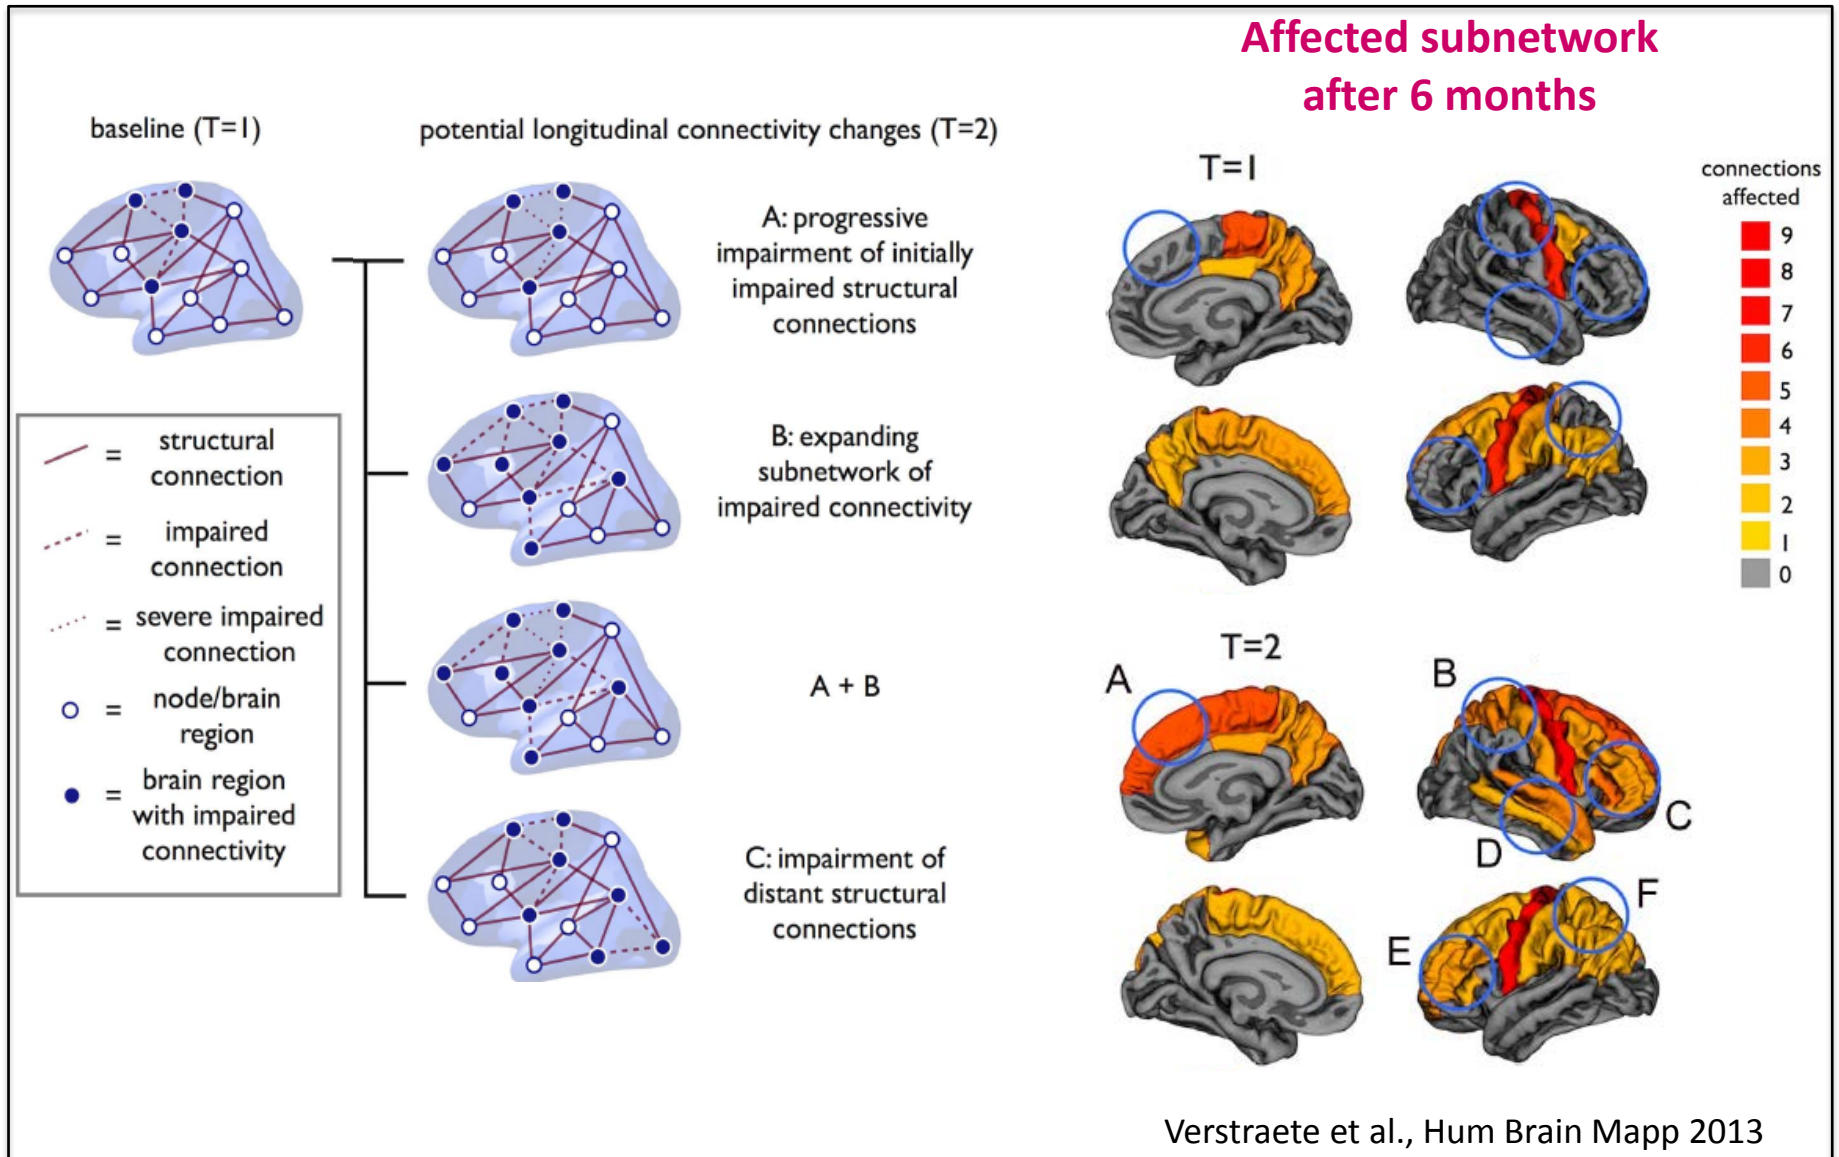 Affected subnetwork
after 6 months
baseline (T=1)
potential longitudinal connectivity changes (T=2)
A: progressive
impairment of initially
impaired structural
connections
B: expanding
subnetwork of
impaired connectivity
A + B
C: impairment of
distant structural
connections
= structural
connection
= impaired
connection
= severe impaired
connection
= node/brain
region
= brain region
with impaired
connectivity
T=1
connections
affected
9
8
7
6
5
4
3
2
1
0
T=2
A
B
C
D
E
F
Verstraete et al., Hum Brain Mapp 2013